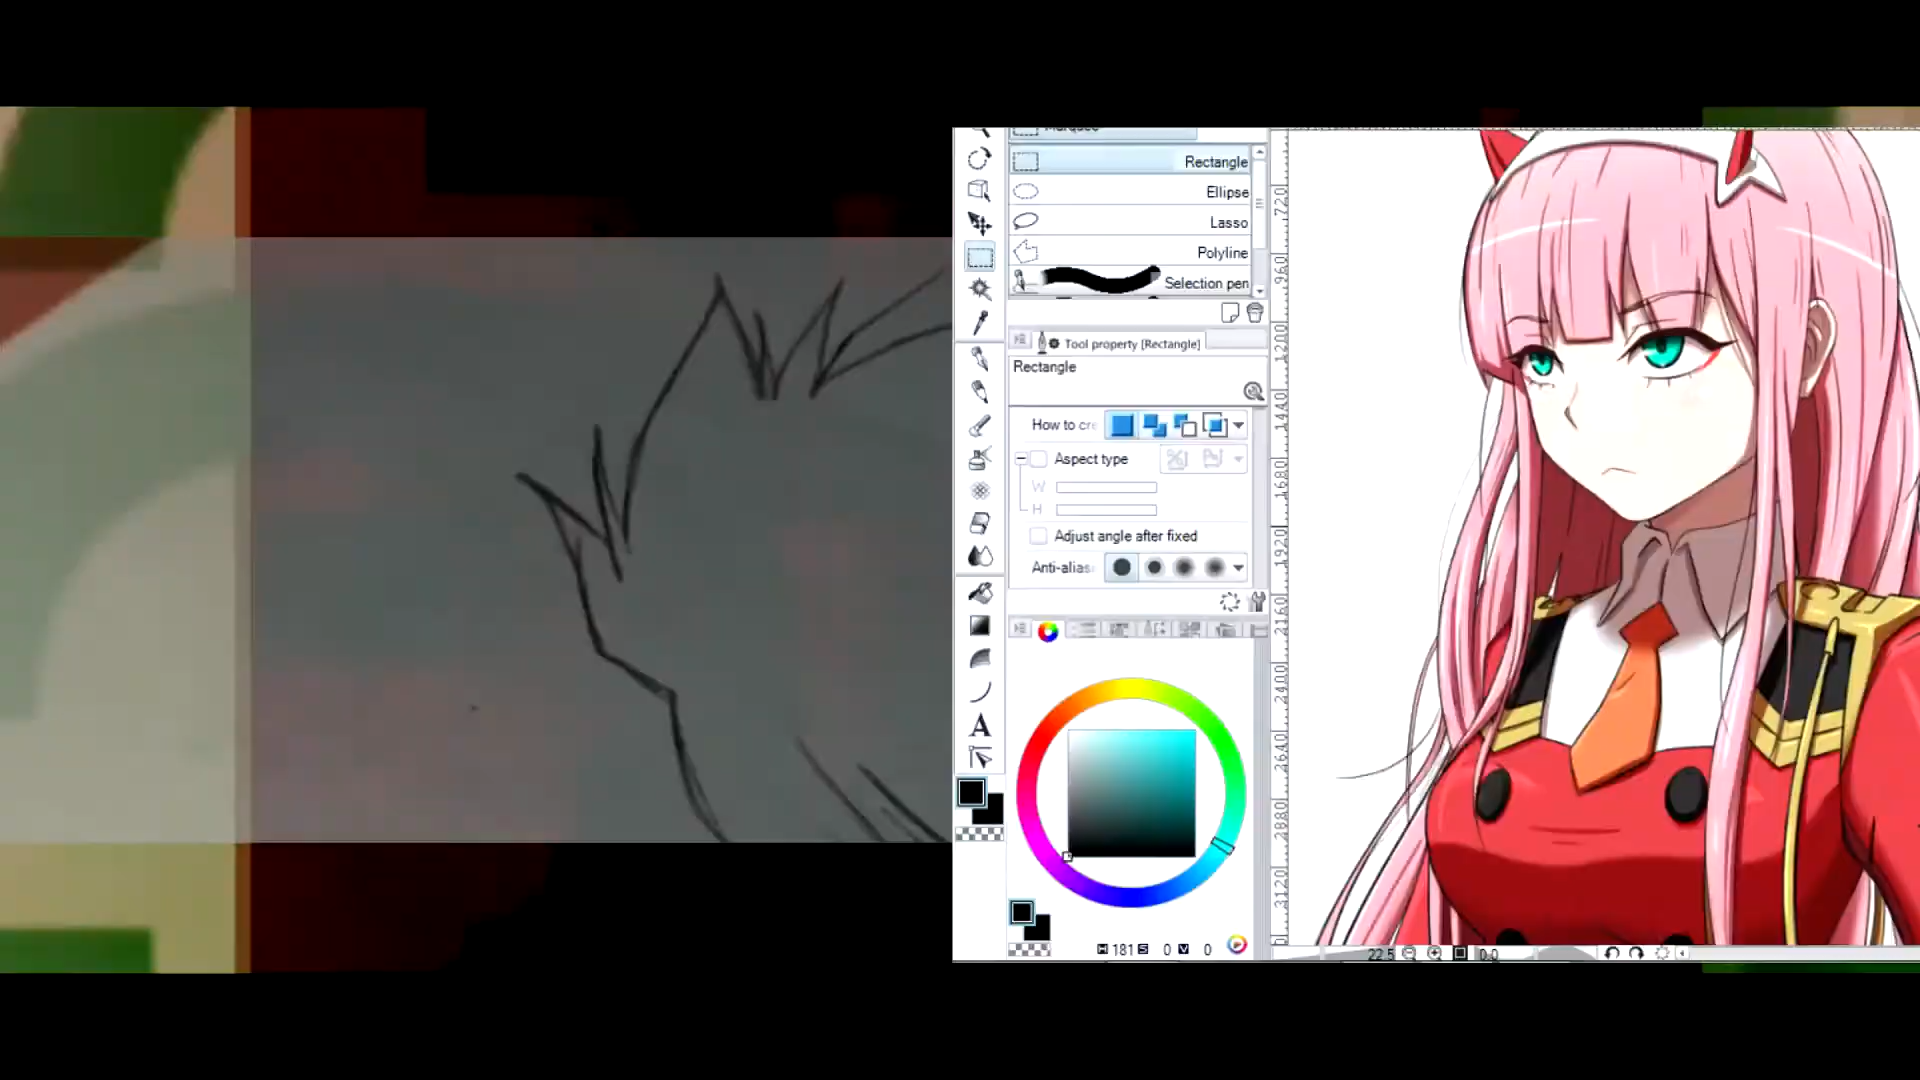 Marquee
Rectangle
Ellipse
Lasso
Polyline
Selection pen
Tool property [Rectangle]
Rectangle
How to cre
Aspect type
W
H
Adjust angle after fixed
Anti-alias
A
H 181 S 0 V 0
720
960
1200
1440
1680
1920
2160
2400
2640
2880
3120
22.5
0.0